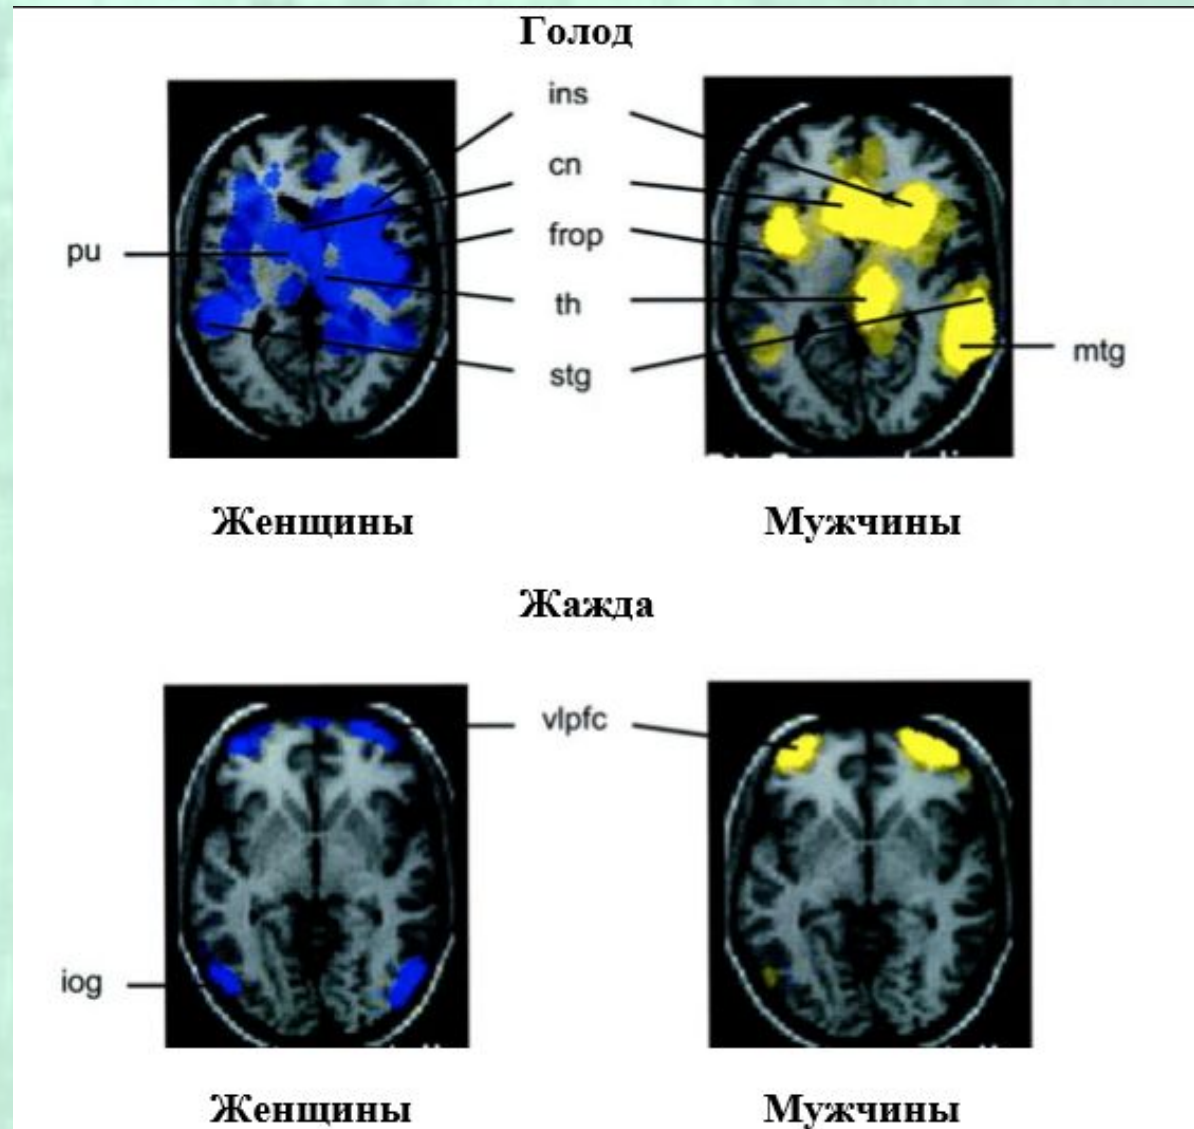 Голод
ins
cn
pu
frop
th
stg
mtg
Женщины
Мужчины
Жажда
vlpfc
iog
Женщины
Мужчины